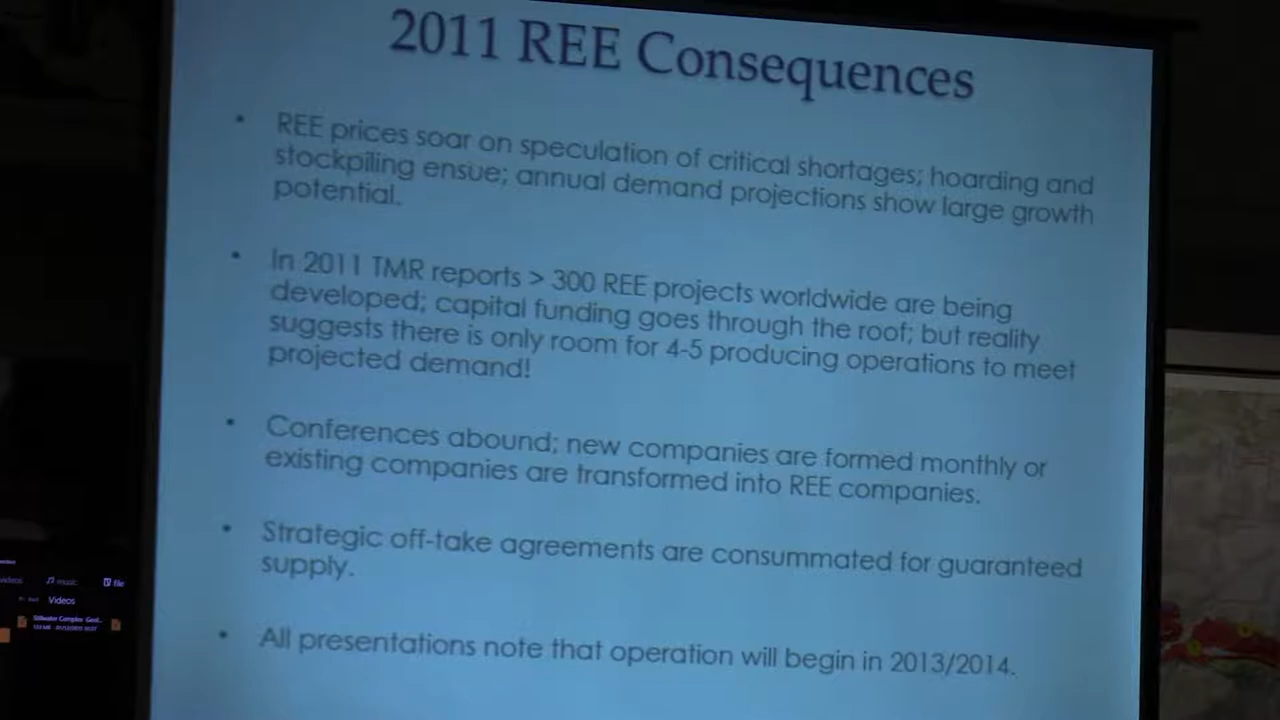 2011 REE Consequences
• REE prices soar on speculation of critical shortages; hoarding and
stockpiling ensue; annual demand projections show large growth
potential.
• In 2011 TMR reports > 300 REE projects worldwide are being
developed; capital funding goes through the roof; but reality
suggests there is only room for 4-5 producing operations to meet
projected demand!
• Conferences abound; new companies are formed monthly or
existing companies are transformed into REE companies.
• Strategic off-take agreements are consummated for guaranteed
supply.
• All presentations note that operation will begin in 2013/2014.
videos music file
Videos
Stillwater Complex Geol...